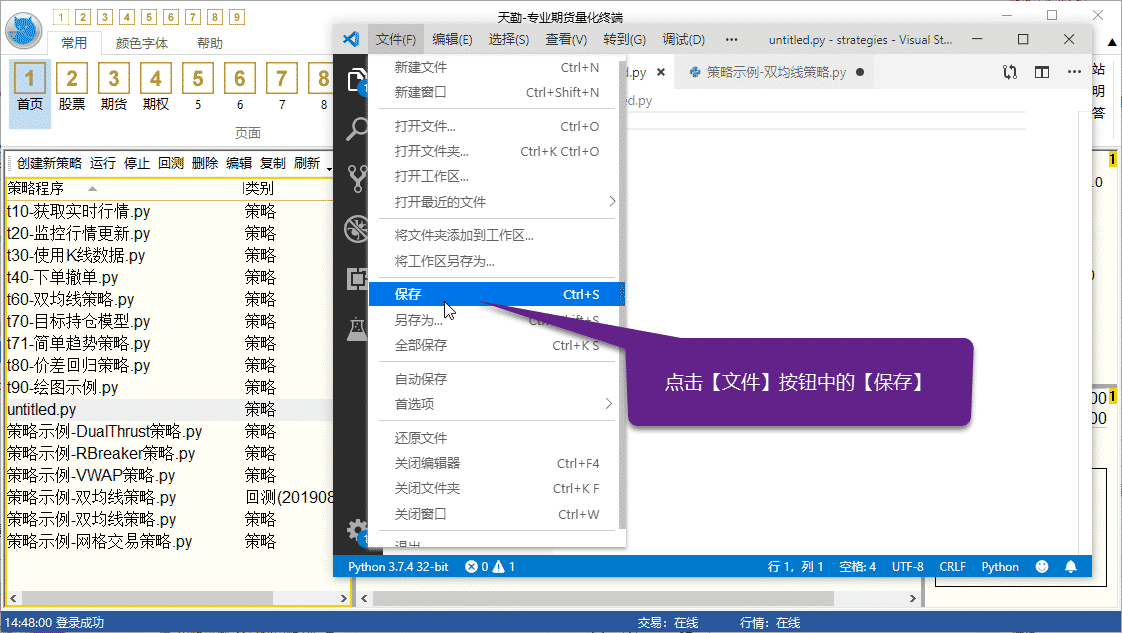 天勤-专业期货量化终端
1 2 3 4 5 6 7 8 9
常用 颜色字体 帮助
1 2 3 4 5 6 7 8
首页 股票 期货 期权 5 6 7 8
页面
创建新策略 运行 停止 回测 删除 编辑 复制 刷新
策略程序 类别
t10-获取实时行情.py 策略
t20-监控行情更新.py 策略
t30-使用K线数据.py 策略
t40-下单撤单.py 策略
t60-双均线策略.py 策略
t70-目标持仓模型.py 策略
t71-简单趋势策略.py 策略
t80-价差回归策略.py 策略
t90-绘图示例.py 策略
untitled.py 策略
策略示例-DualThrust策略.py 策略
策略示例-RBreaker策略.py 策略
策略示例-VWAP策略.py 策略
策略示例-双均线策略.py 回测(201908
策略示例-双均线策略.py 策略
策略示例-网格交易策略.py 策略
文件(F) 编辑(E) 选择(S) 查看(V) 转到(G) 调试(D) ··· untitled.py - strategies - Visual St...
d.py 策略示例-双均线策略.py
ed.py
新建文件 Ctrl+N
新建窗口 Ctrl+Shift+N
打开文件... Ctrl+O
打开文件夹... Ctrl+K Ctrl+O
打开工作区...
打开最近的文件
将文件夹添加到工作区...
将工作区另存为...
保存 Ctrl+S
另存为... Ctrl+Shift+S
全部保存 Ctrl+K S
自动保存
首选项
还原文件
关闭编辑器 Ctrl+F4
关闭文件夹 Ctrl+K F
关闭窗口 Ctrl+W
退出
点击【文件】按钮中的【保存】
Python 3.7.4 32-bit 0 1 行 1，列 1 空格: 4 UTF-8 CRLF Python
站
明
答
1
.0
00 1
00
14:48:00 登录成功 交易: 在线 行情: 在线